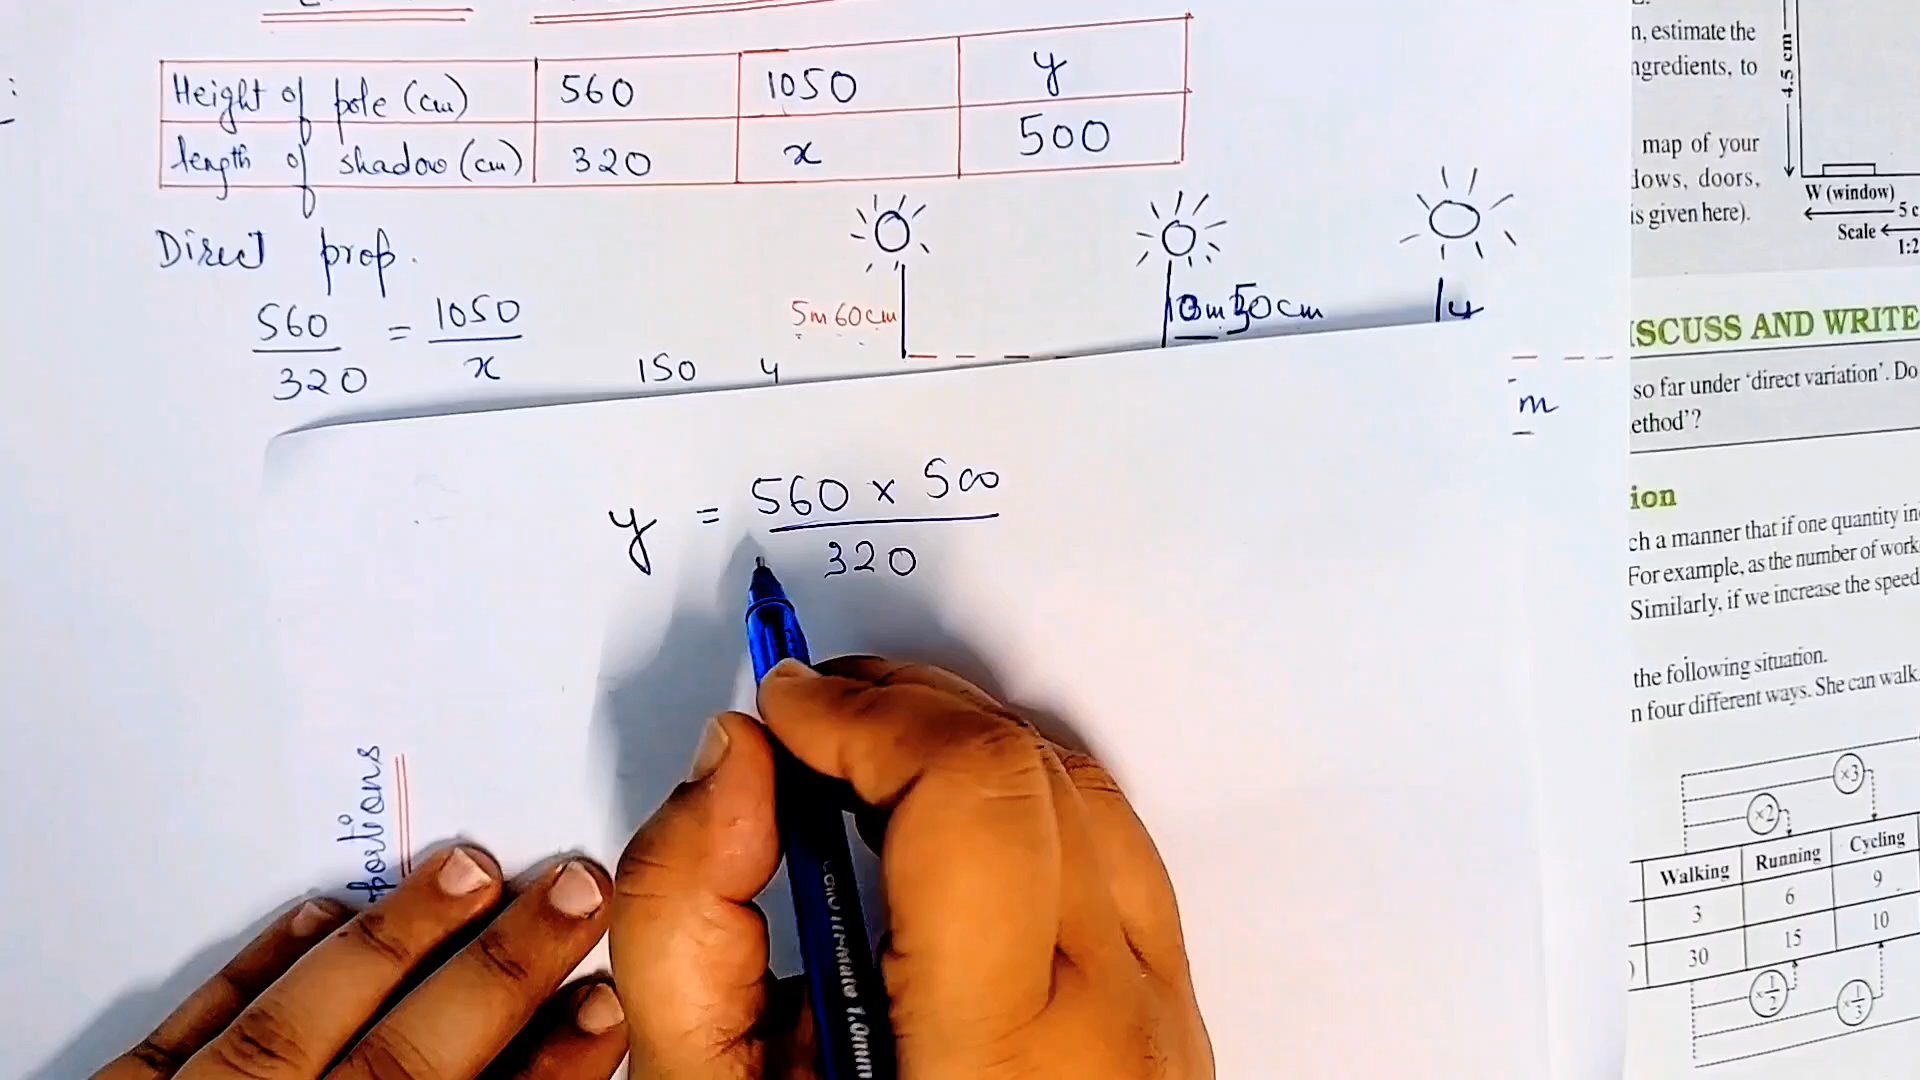 Height of pole (cm) 560 1050 y
length of shadow (cm) 320 x 500
Direct prop.
560/320 = 1050/x
5m 60cm
50cm
150 4
m
y = 560 × 500
320
portions
n, estimate the
ngredients, to
map of your
dows, doors,
is given here).
4.5 cm
W (window)
5 c
Scale
1:2
ISCUSS AND WRITE
so far under ‘direct variation’. Do
ethod’?
ion
ch a manner that if one quantity in
For example, as the number of work
Similarly, if we increase the speed
the following situation.
n four different ways. She can walk
×3
×2
Walking Running Cycling
3 6 9
30 15 10
×1/2
×1/3